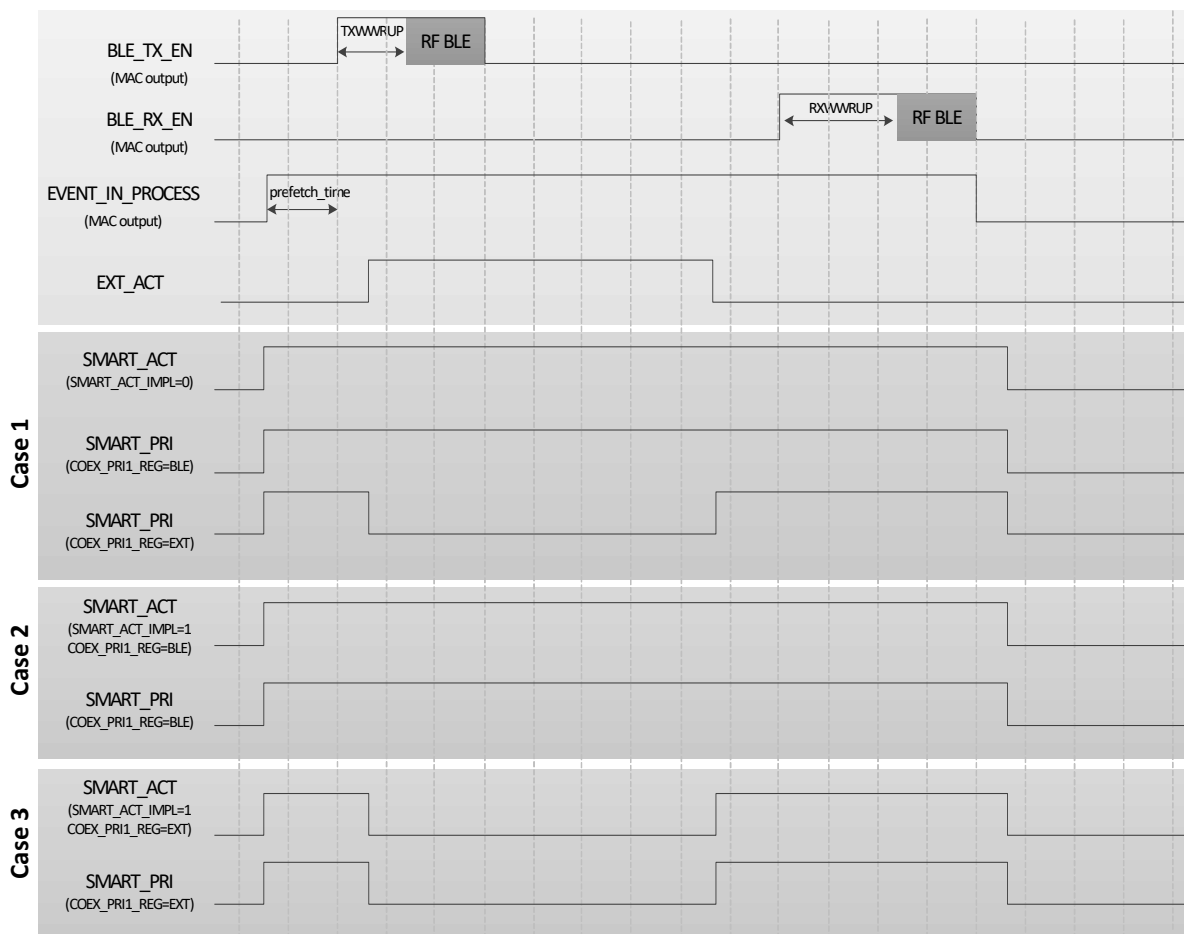 BLE_TX_EN
(MAC output)
TXWWRUP
RF BLE
BLE_RX_EN
(MAC output)
RXWWRUP
RF BLE
EVENT_IN_PROCESS
(MAC output)
prefetch_time
EXT_ACT
Case 1
SMART_ACT
(SMART_ACT_IMPL=0)
SMART_PRI
(COEX_PRI1_REG=BLE)
SMART_PRI
(COEX_PRI1_REG=EXT)
Case 2
SMART_ACT
(SMART_ACT_IMPL=1
COEX_PRI1_REG=BLE)
SMART_PRI
(COEX_PRI1_REG=BLE)
Case 3
SMART_ACT
(SMART_ACT_IMPL=1
COEX_PRI1_REG=EXT)
SMART_PRI
(COEX_PRI1_REG=EXT)